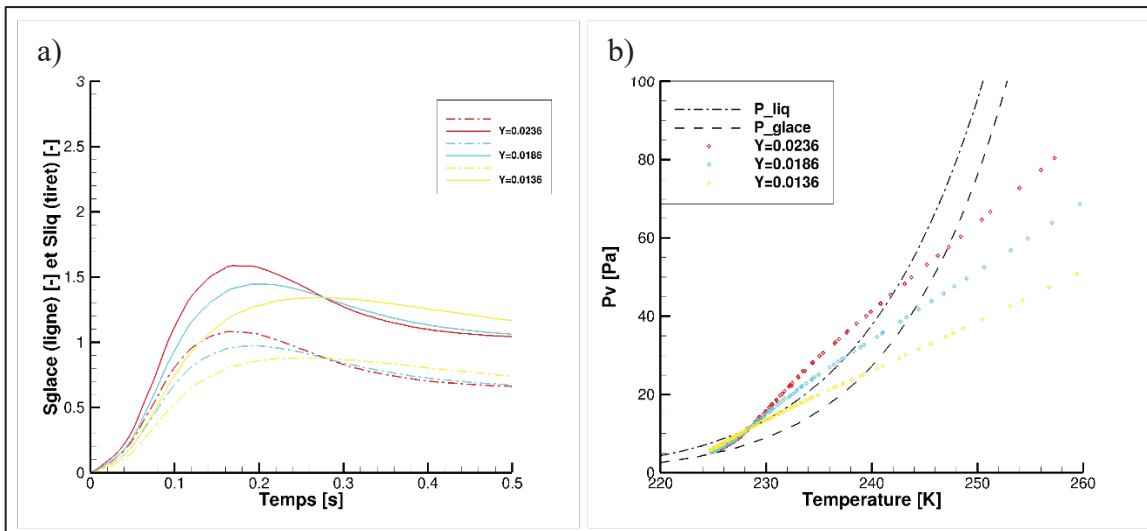 a)
Sglace (ligne) [-] et Sliq (tiret) [-]
3
2.5
2
1.5
1
0.5
0
0 0.1 0.2 0.3 0.4 0.5
Temps [s]
Y=0.0236
Y=0.0186
Y=0.0136
b)
Pv [Pa]
100
80
60
40
20
0
220 230 240 250 260
Temperature [K]
P_liq
P_glace
Y=0.0236
Y=0.0186
Y=0.0136